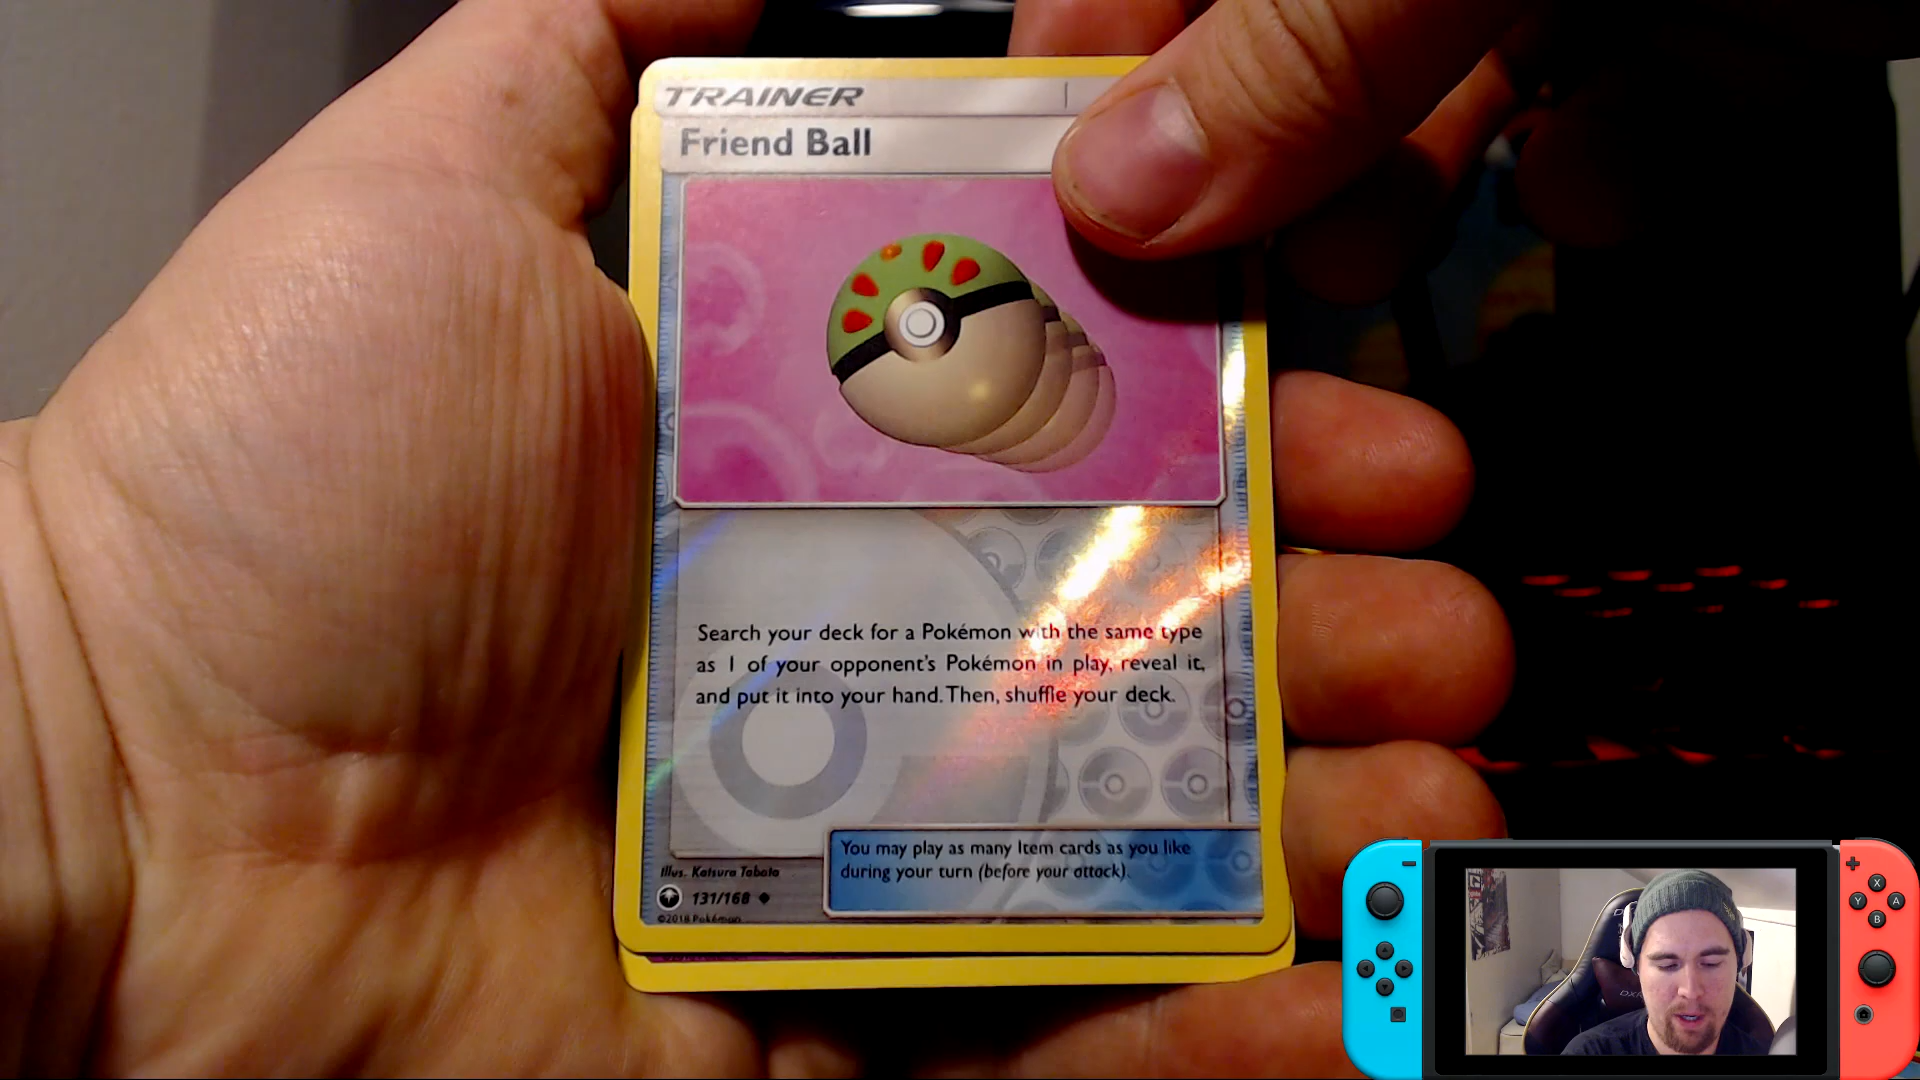 TRAINER
Friend Ball
Search your deck for a Pokémon with the same type
as 1 of your opponent's Pokémon in play, reveal it,
and put it into your hand. Then, shuffle your deck.
You may play as many Item cards as you like
during your turn (before your attack).
Illus. Katsura Tabata
131/168
©2018 Pokémon
X
Y
A
B
DXR